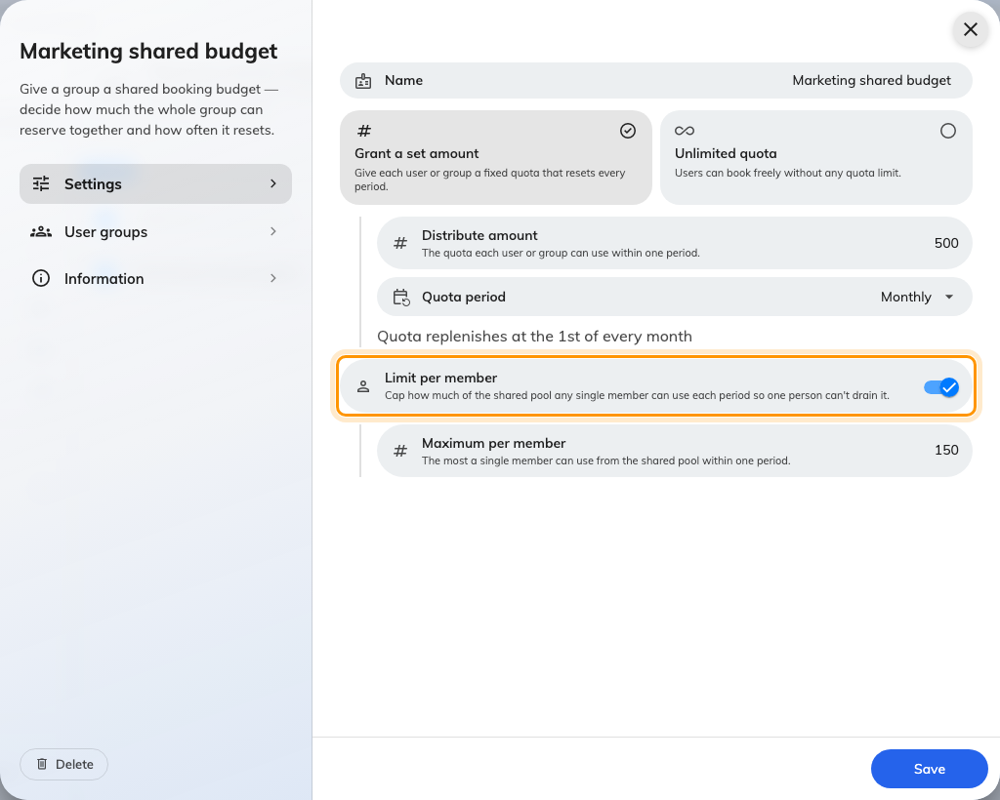 Marketing shared budget
Give a group a shared booking budget —
decide how much the whole group can
reserve together and how often it resets.
Settings
User groups
Information
Delete
Name
Marketing shared budget
Grant a set amount
Give each user or group a fixed quota that resets every
period.
Unlimited quota
Users can book freely without any quota limit.
Distribute amount
The quota each user or group can use within one period.
500
Quota period
Monthly
Quota replenishes at the 1st of every month
Limit per member
Cap how much of the shared pool any single member can use each period so one person can't drain it.
Maximum per member
The most a single member can use from the shared pool within one period.
150
Save